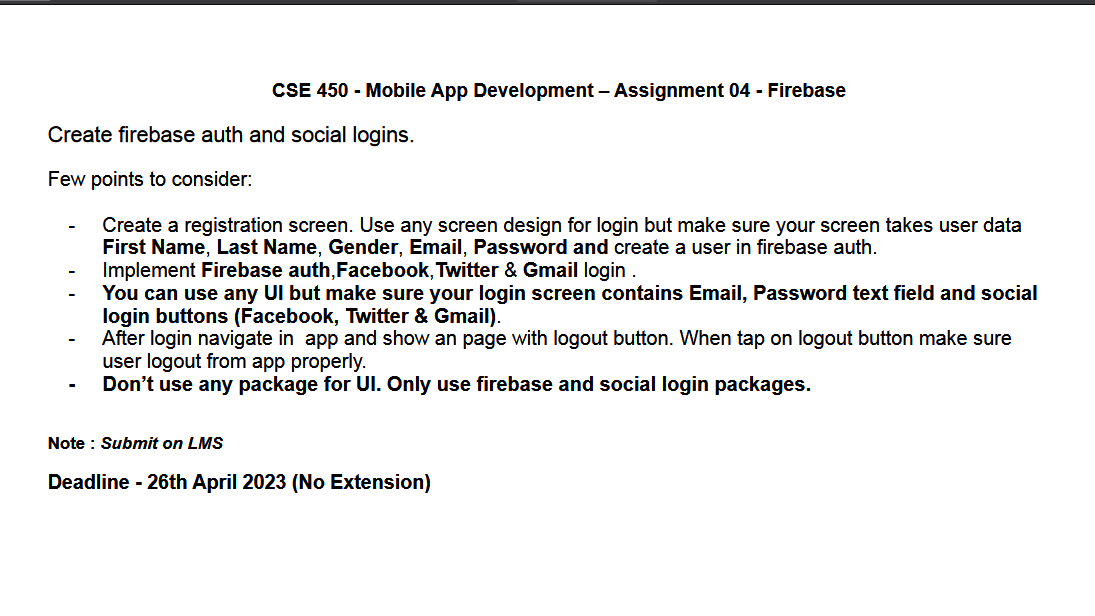 CSE 450 - Mobile App Development – Assignment 04 - Firebase
Create firebase auth and social logins.
Few points to consider:
- Create a registration screen. Use any screen design for login but make sure your screen takes user data
First Name, Last Name, Gender, Email, Password and create a user in firebase auth.
- Implement Firebase auth,Facebook,Twitter & Gmail login .
- You can use any UI but make sure your login screen contains Email, Password text field and social
login buttons (Facebook, Twitter & Gmail).
- After login navigate in  app and show an page with logout button. When tap on logout button make sure
user logout from app properly.
- Don’t use any package for UI. Only use firebase and social login packages.
Note : Submit on LMS
Deadline - 26th April 2023 (No Extension)